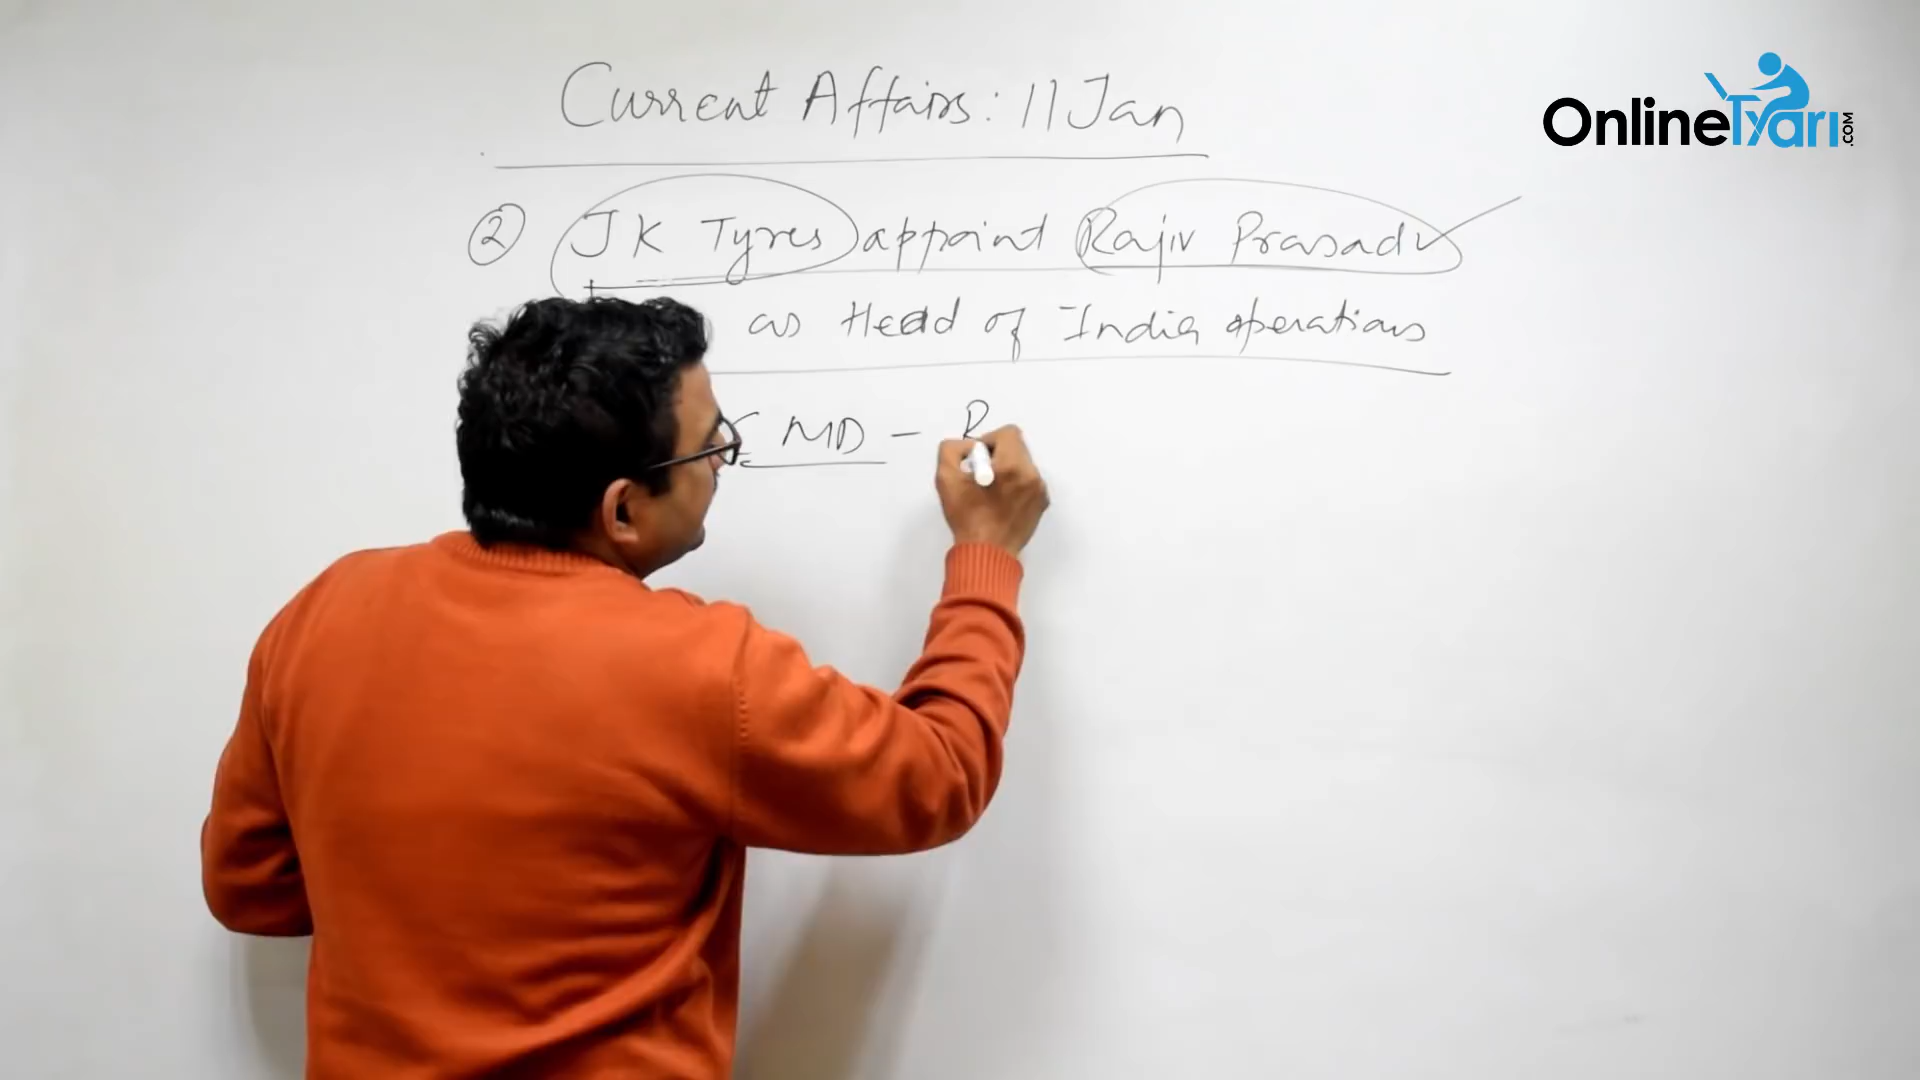 Current Affairs: 11 Jan
OnlineTyari.COM
② JK Tyres appoint Rajiv Prasad
as Head of India operations
MD - R